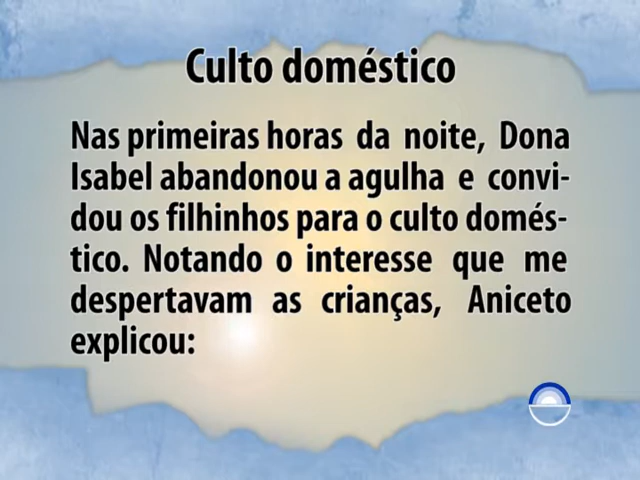 Culto doméstico
Nas primeiras horas da noite, Dona
Isabel abandonou a agulha e convi-
dou os filhinhos para o culto domés-
tico. Notando o interesse que me
despertavam as crianças, Aniceto
explicou: